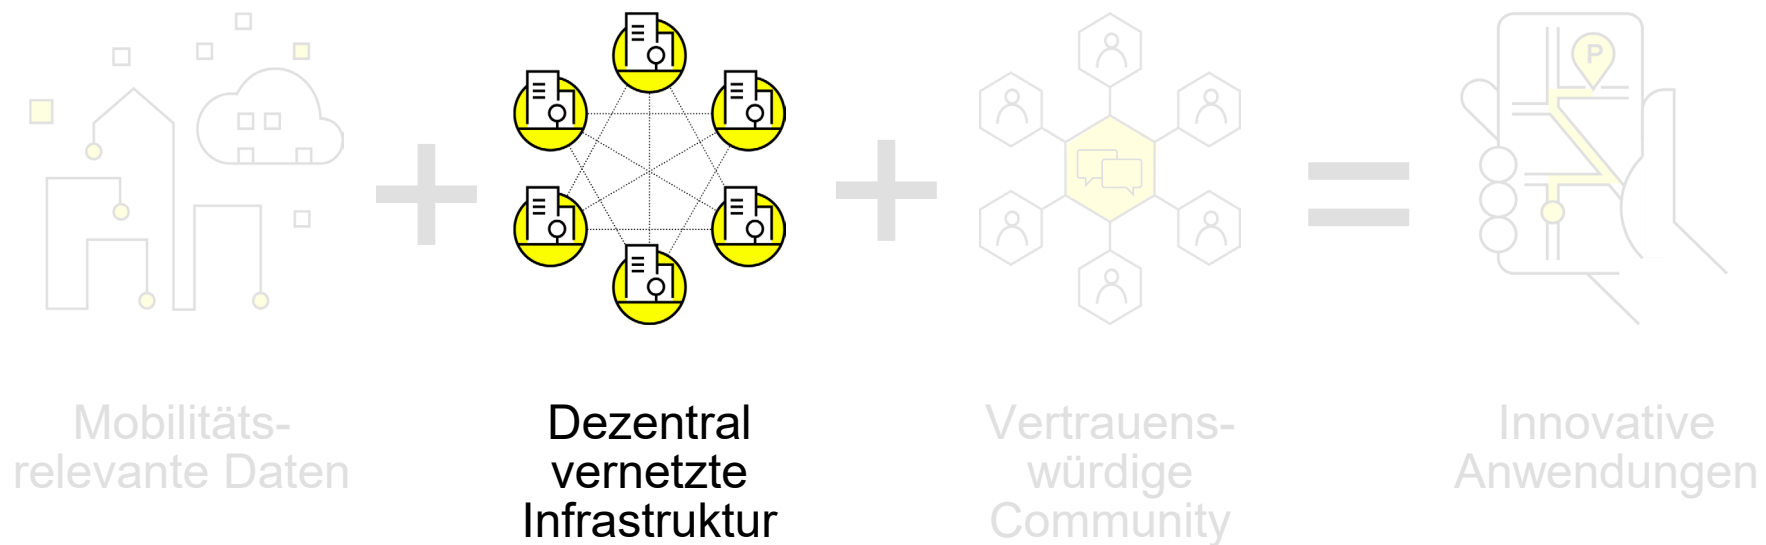 P
Mobilitäts-
relevante Daten
Dezentral
vernetzte
Infrastruktur
Vertrauens-
würdige
Community
Innovative
Anwendungen